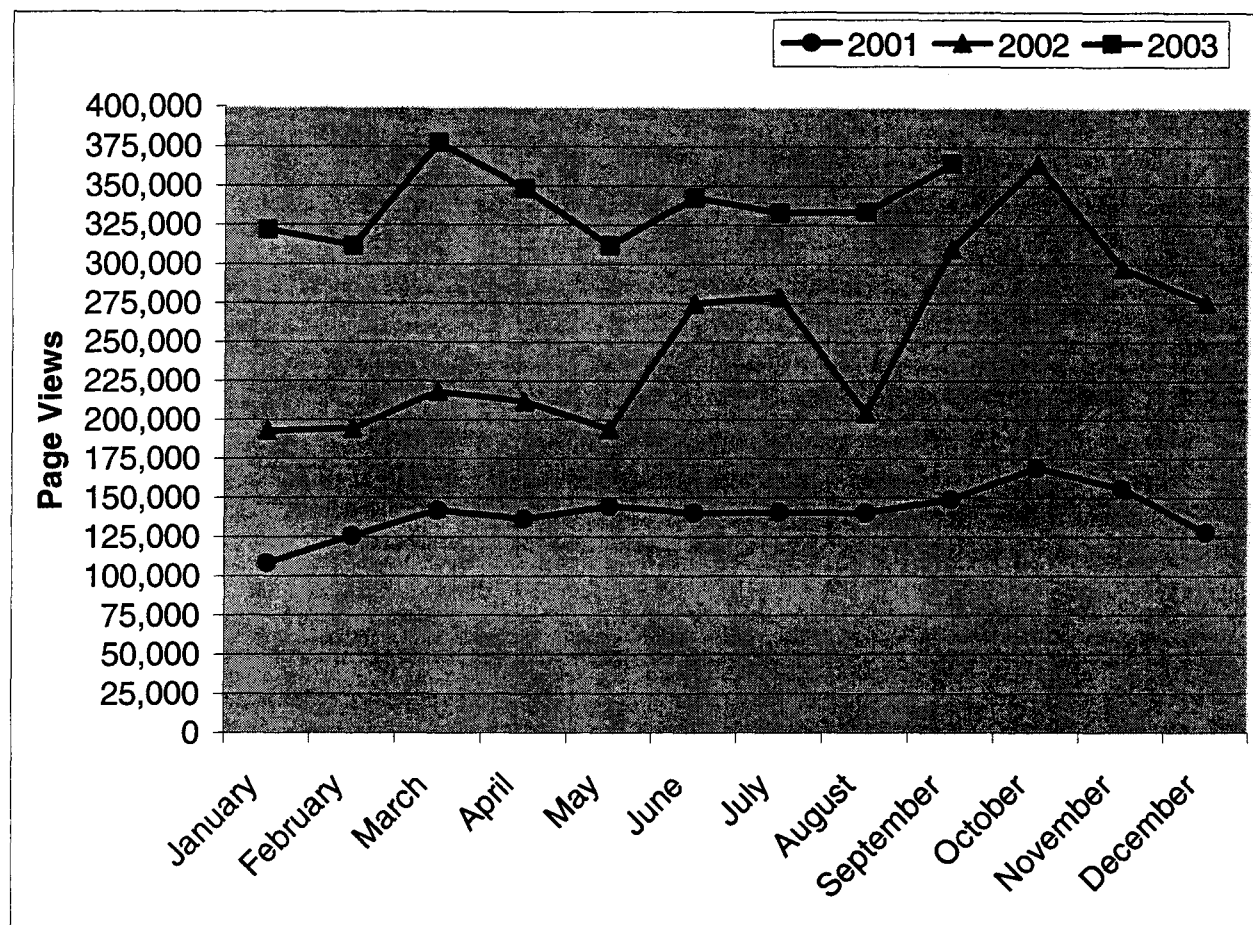 2001 2002 2003
400,000
375,000
350,000
325,000
300,000
275,000
250,000
225,000
200,000
175,000
150,000
125,000
100,000
75,000
50,000
25,000
0
Page Views
January
February
March
April
May
June
July
August
September
October
November
December